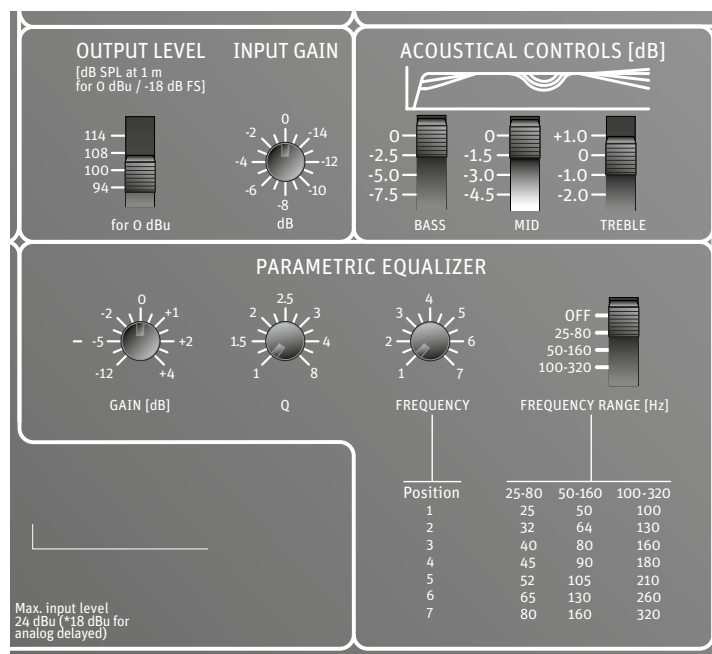 OUTPUT LEVEL
[dB SPL at 1 m
for 0 dBu / -18 dB FS]
114
108
100
94
for 0 dBu
INPUT GAIN
0
-2
-14
-4
-12
-6
-10
-8
dB
ACOUSTICAL CONTROLS [dB]
0
-2.5
-5.0
-7.5
BASS
0
-1.5
-3.0
-4.5
MID
+1.0
0
-1.0
-2.0
TREBLE
PARAMETRIC EQUALIZER
0
-2
+1
-5
+2
-12
+4
GAIN [dB]
2.5
2
3
1.5
4
1
8
Q
4
3
5
2
6
1
7
FREQUENCY
OFF
25-80
50-160
100-320
FREQUENCY RANGE [Hz]
Position 25-80 50-160 100-320
1 25 50 100
2 32 64 130
3 40 80 160
4 45 90 180
5 52 105 210
6 65 130 260
7 80 160 320
Max. input level
24 dBu (*18 dBu for
analog delayed)